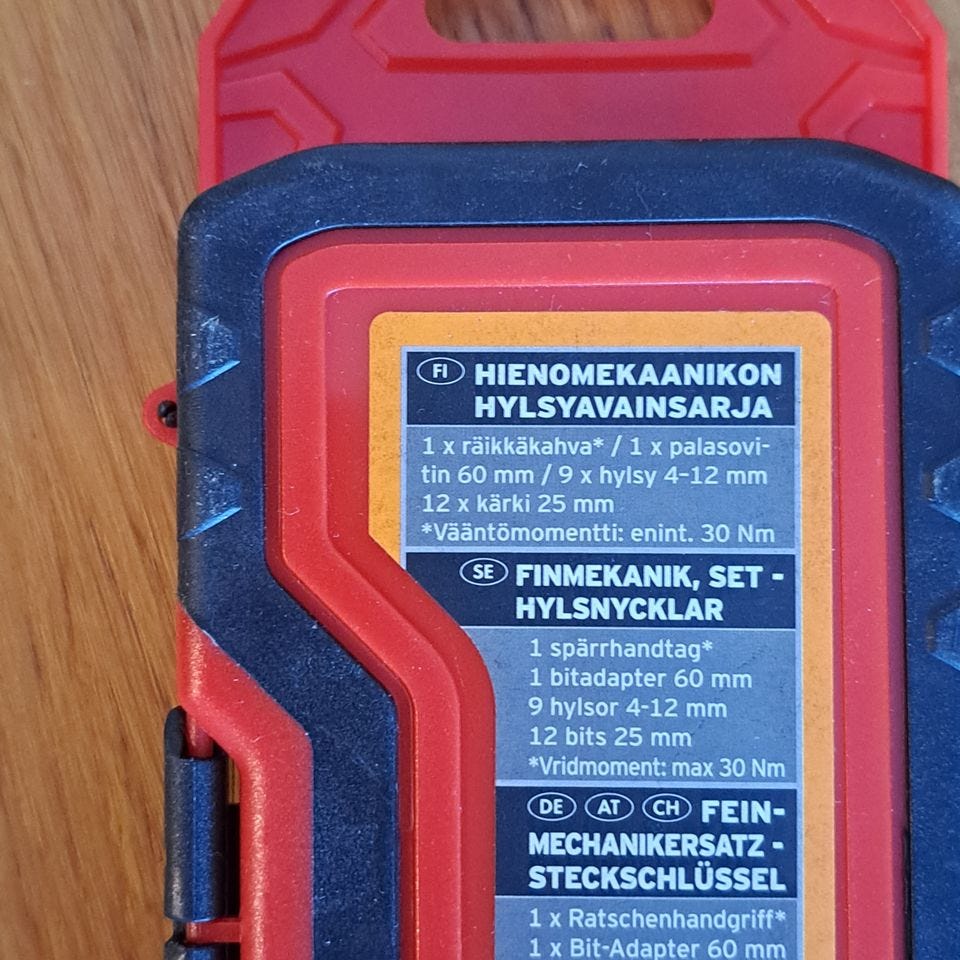 FI HIENOMEKAANIKON
HYLSYAVAINSARJA
1 x räikkäkahva* / 1 x palasovi-
tin 60 mm / 9 x hylsy 4-12 mm
12 x kärki 25 mm
*Vääntömomentti: enint. 30 Nm
SE FINMEKANIK, SET -
HYLSNYCKLAR
1 spärrhandtag*
1 bitadapter 60 mm
9 hylsor 4-12 mm
12 bits 25 mm
*Vridmoment: max 30 Nm
DE AT CH FEIN-
MECHANIKERSATZ -
STECKSCHLÜSSEL
1 x Ratschenhandgriff*
1 x Bit-Adapter 60 mm